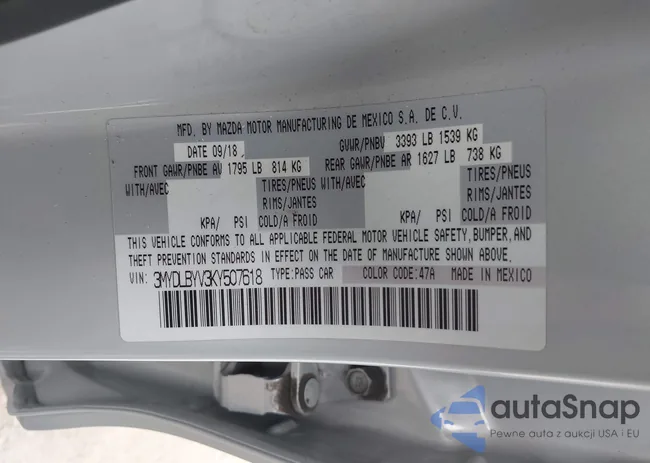 MFD. BY MAZDA MOTOR MANUFACTURING DE MEXICO S.A. DE C.V.
DATE 09/18 GVWR/PNBV 3393 LB 1539 KG
FRONT GAWR/PNBE AV 1795 LB 814 KG REAR GAWR/PNBE AR 1627 LB 738 KG
WITH/AVEC TIRES/PNEUS WITH/AVEC TIRES/PNEUS
RIMS/JANTES RIMS/JANTES
KPA/ PSI COLD/A FROID KPA/ PSI COLD/A FROID
THIS VEHICLE CONFORMS TO ALL APPLICABLE FEDERAL MOTOR VEHICLE SAFETY, BUMPER, AND
THEFT PREVENTION STANDARDS IN EFFECT ON THE DATE OF MANUFACTURE SHOWN ABOVE.
VIN: 3MYDLBYV3KY507618 TYPE:PASS CAR COLOR CODE:47A MADE IN MEXICO
autoSnap
Pewne auta z aukcji USA i EU